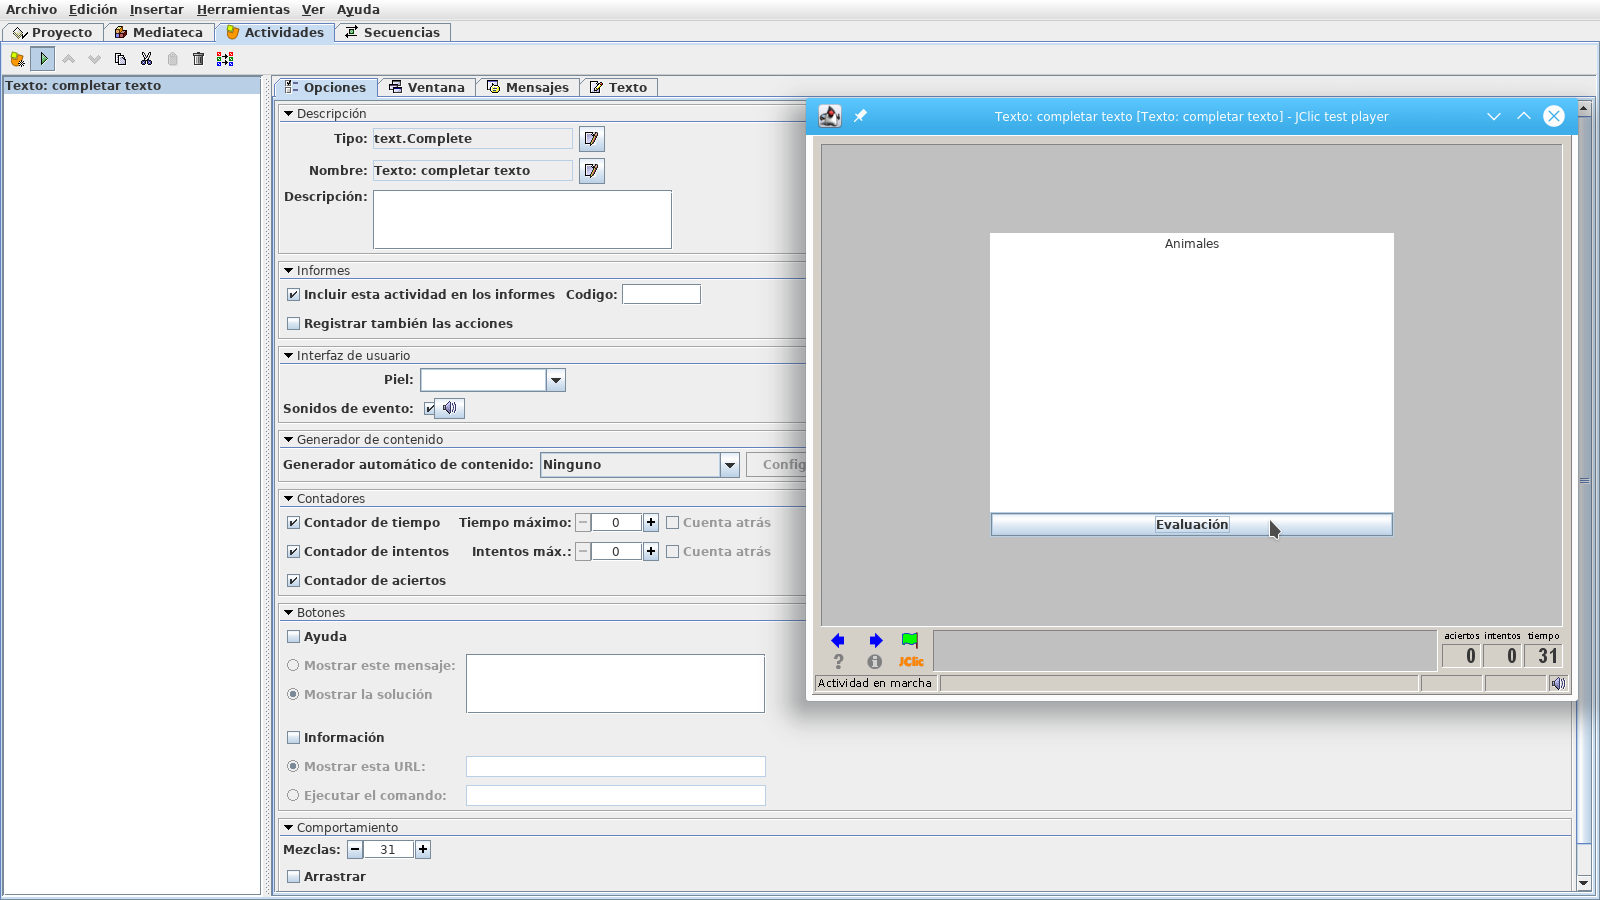 Archivo Edición Insertar Herramientas Ver Ayuda
Proyecto Mediateca Actividades Secuencias
Texto: completar texto
Opciones Ventana Mensajes Texto
Descripción
Tipo: text.Complete
Nombre: Texto: completar texto
Descripción:
Informes
Incluir esta actividad en los informes Codigo:
Registrar también las acciones
Interfaz de usuario
Piel:
Sonidos de evento:
Generador de contenido
Generador automático de contenido: Ninguno Config
Contadores
Contador de tiempo Tiempo máximo: 0 Cuenta atrás
Contador de intentos Intentos máx.: 0 Cuenta atrás
Contador de aciertos
Botones
Ayuda
Mostrar este mensaje:
Mostrar la solución
Información
Mostrar esta URL:
Ejecutar el comando:
Comportamiento
Mezclas: 31
Arrastrar
Texto: completar texto [Texto: completar texto] - JClic test player
Animales
Evaluación
aciertos intentos tiempo
JClic 0 0 31
Actividad en marcha